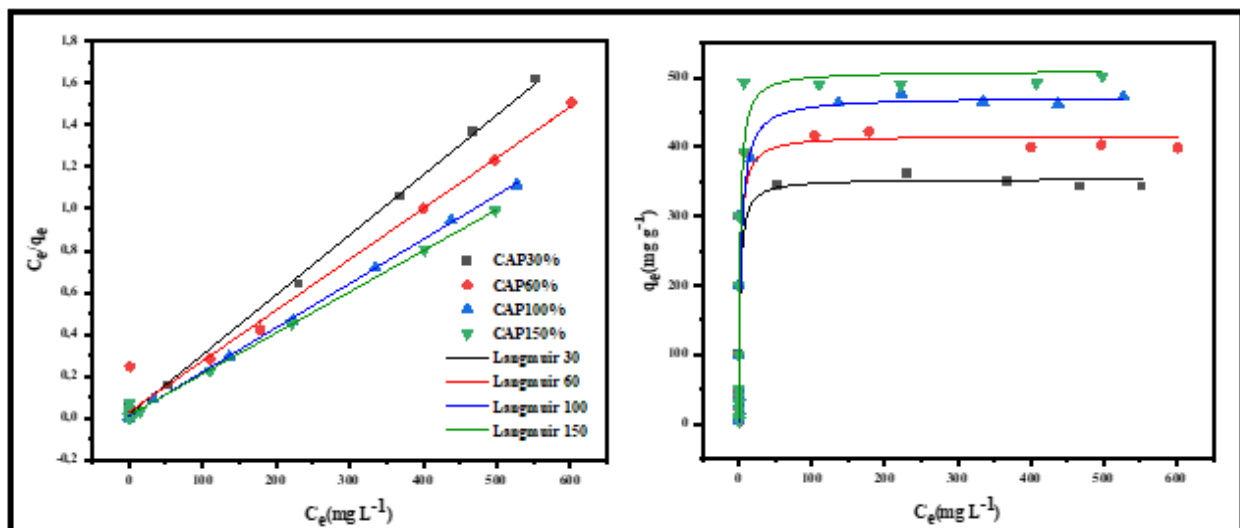 1,8
1,6
1,4
1,2
1,0
0,8
0,6
0,4
0,2
0,0
-0,2
Ce/qe
0 100 200 300 400 500 600
Ce(mg L-1)
CAP30%
CAP60%
CAP100%
CAP150%
Langmuir 30
Langmuir 60
Langmuir 100
Langmuir 150
500
400
300
200
100
0
qe(mg g-1)
0 100 200 300 400 500 600
Ce(mg L-1)